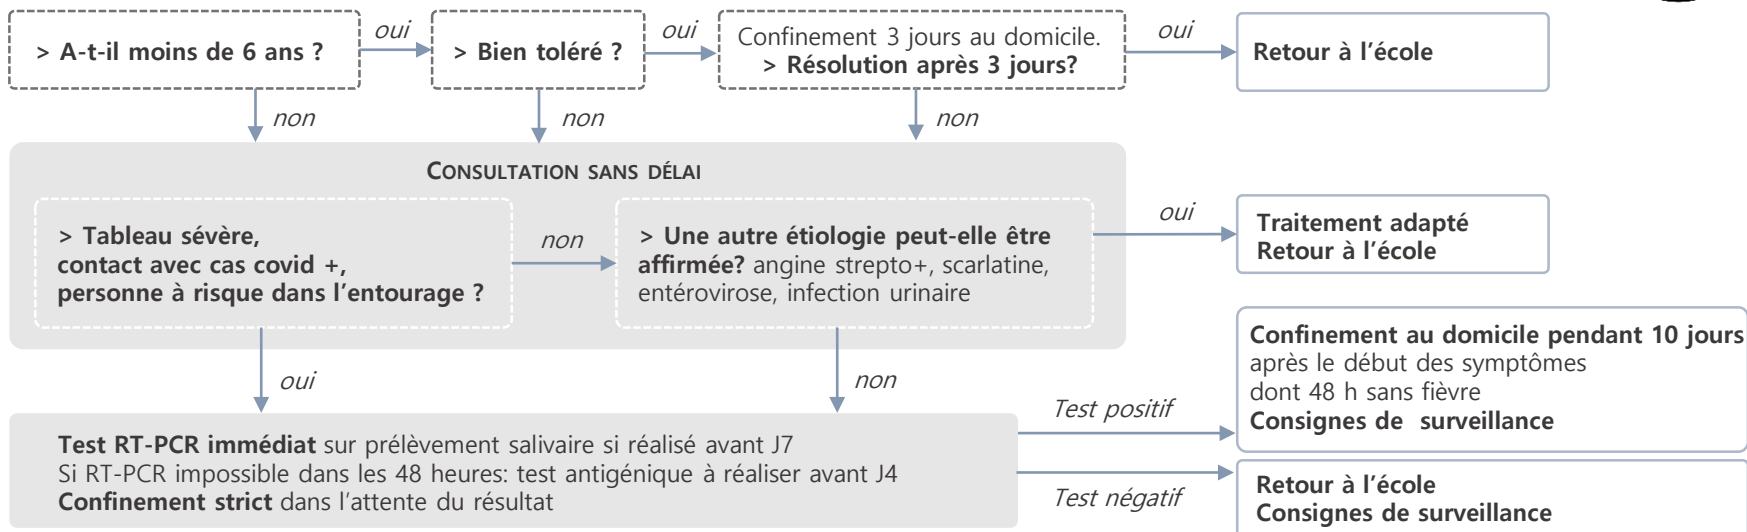 > A-t-il moins de 6 ans ?
oui
> Bien toléré ?
oui
Confinement 3 jours au domicile.
> Résolution après 3 jours?
oui
Retour à l'école
non
non
non
CONSULTATION SANS DÉLAI
> Tableau sévère,
contact avec cas covid +,
personne à risque dans l'entourage ?
non
> Une autre étiologie peut-elle être
affirmée? angine strepto+, scarlatine,
entérovirose, infection urinaire
oui
Traitement adapté
Retour à l'école
oui
non
Test RT-PCR immédiat sur prélèvement salivaire si réalisé avant J7
Si RT-PCR impossible dans les 48 heures: test antigénique à réaliser avant J4
Confinement strict dans l'attente du résultat
Test positif
Confinement au domicile pendant 10 jours
après le début des symptômes
dont 48 h sans fièvre
Consignes de surveillance
Test négatif
Retour à l'école
Consignes de surveillance